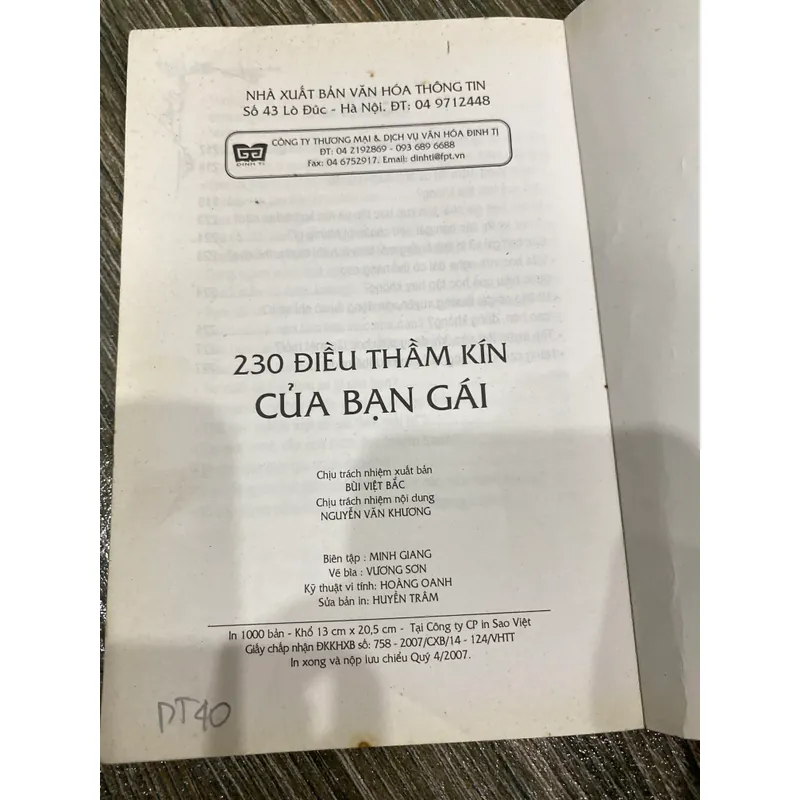 NHÀ XUẤT BẢN VĂN HÓA THÔNG TIN
Số 43 Lò Đúc - Hà Nội. ĐT: 04 9712448
ĐINH TỊ
CÔNG TY THƯƠNG MẠI & DỊCH VỤ VĂN HÓA ĐINH TỊ
ĐT: 04 2192869 - 093 689 6688
Fax: 04 6752917. Email: dinhti@fpt.vn
230 ĐIỀU THẦM KÍN
CỦA BẠN GÁI
Chịu trách nhiệm xuất bản
BÙI VIỆT BẮC
Chịu trách nhiệm nội dung
NGUYỄN VĂN KHƯƠNG
Biên tập : MINH GIANG
Vẽ bìa : VƯƠNG SƠN
Kỹ thuật vi tính: HOÀNG OANH
Sửa bản in: HUYỀN TRÂM
In 1000 bản - Khổ 13 cm x 20,5 cm - Tại Công ty CP in Sao Việt
Giấy chấp nhận ĐKKHXB số: 758 - 2007/CXB/14 - 124/VHTT
In xong và nộp lưu chiểu Quý 4/2007.
DT40